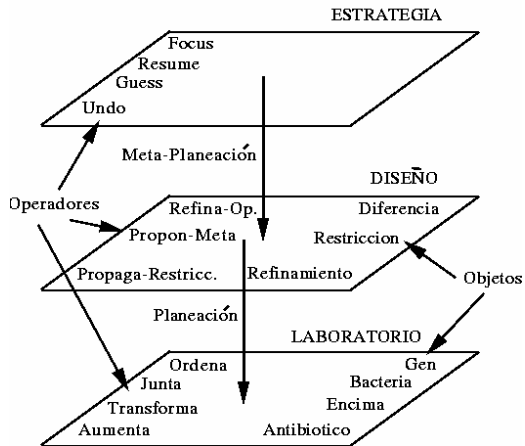 ESTRATEGIA
Focus
Resume
Guess
Undo
Meta-Planeación
DISEÑO
Operadores
Refina-Op.
Diferencia
Propon-Meta
Restriccion
Propaga-Restricc.
Refinamiento
Objetos
Planeación
LABORATORIO
Ordena
Gen
Junta
Bacteria
Transforma
Encima
Aumenta
Antibiotico